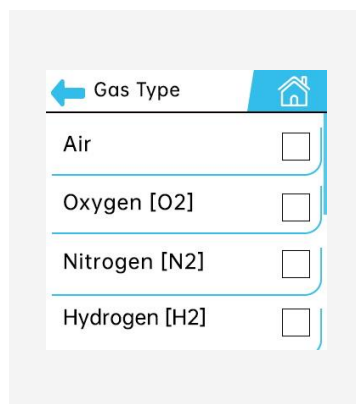 Gas Type
Air
Oxygen [O2]
Nitrogen [N2]
Hydrogen [H2]